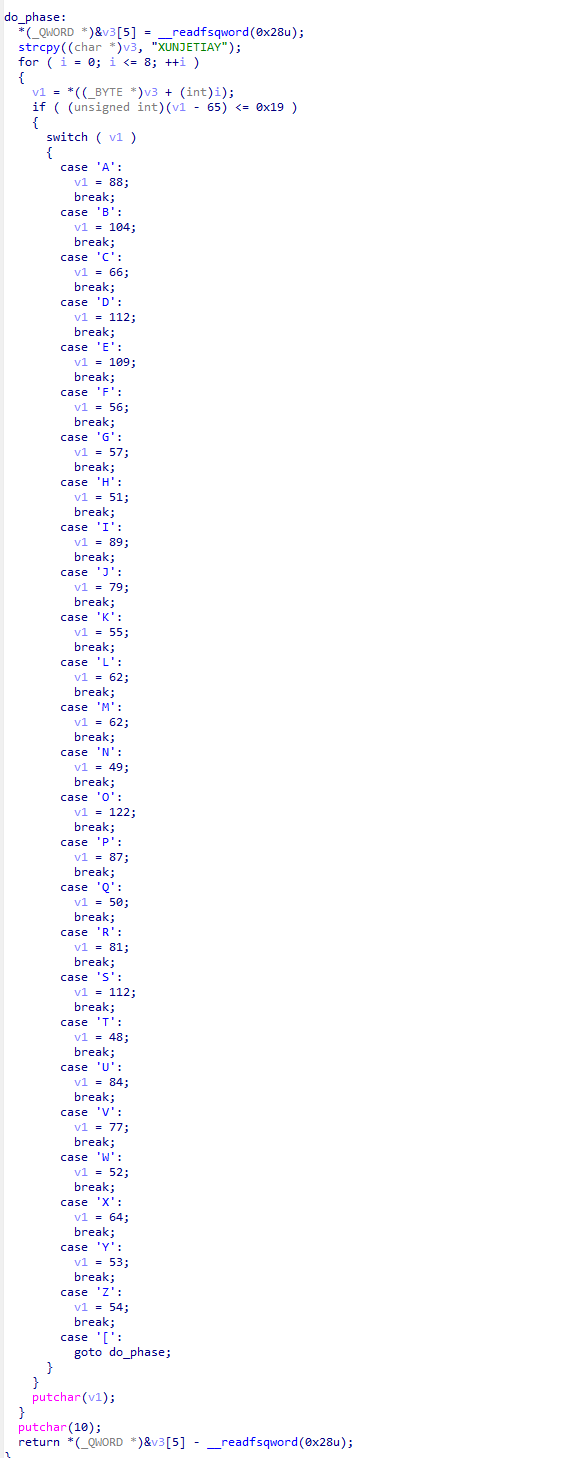 do_phase:
*(_QWORD *)&v3[5] = __readfsqword(0x28u);
strcpy((char *)v3, "XUNJETIAY");
for ( i = 0; i <= 8; ++i )
{
v1 = *((_BYTE *)v3 + (int)i);
if ( (unsigned int)(v1 - 65) <= 0x19 )
{
switch ( v1 )
{
case 'A':
v1 = 88;
break;
case 'B':
v1 = 104;
break;
case 'C':
v1 = 66;
break;
case 'D':
v1 = 112;
break;
case 'E':
v1 = 109;
break;
case 'F':
v1 = 56;
break;
case 'G':
v1 = 57;
break;
case 'H':
v1 = 51;
break;
case 'I':
v1 = 89;
break;
case 'J':
v1 = 79;
break;
case 'K':
v1 = 55;
break;
case 'L':
v1 = 62;
break;
case 'M':
v1 = 62;
break;
case 'N':
v1 = 49;
break;
case 'O':
v1 = 122;
break;
case 'P':
v1 = 87;
break;
case 'Q':
v1 = 50;
break;
case 'R':
v1 = 81;
break;
case 'S':
v1 = 112;
break;
case 'T':
v1 = 48;
break;
case 'U':
v1 = 84;
break;
case 'V':
v1 = 77;
break;
case 'W':
v1 = 52;
break;
case 'X':
v1 = 64;
break;
case 'Y':
v1 = 53;
break;
case 'Z':
v1 = 54;
break;
case '[':
goto do_phase;
}
}
putchar(v1);
}
putchar(10);
return *(_QWORD *)&v3[5] - __readfsqword(0x28u);
}